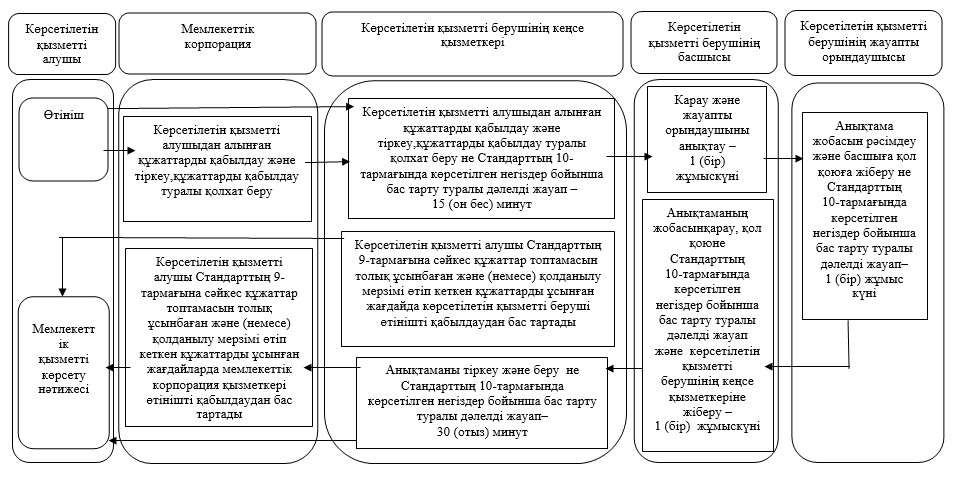 Көрсетілетін
қызметті
алушы
Мемлекеттік
корпорация
Көрсетілетін қызметті берушінің кеңсе
қызметкері
Көрсетілетін
қызметті берушінің
басшысы
Көрсетілетін қызметті
берушінің жауапты
орындаушысы
Өтініш
Көрсетілетін қызметті
алушыдан алынған
құжаттарды қабылдау және
тіркеу,құжаттарды қабылдау
туралы қолхат беру
Көрсетілетін қызметті алушыдан алынған
құжаттарды қабылдау және
тіркеу,құжаттарды қабылдау туралы
қолхат беру не Стандарттың 10-
тармағында көрсетілген негіздер бойынша
бас тарту туралы дәлелді жауап –
15 (он бес) минут
Қарау және
жауапты
орындаушыны
анықтау –
1 (бір)
жұмыскүні
Анықтама
жобасын рәсімдеу
және басшыға қол
қоюға жіберу не
Стандарттың
10-тармағында
көрсетілген
негіздер бойынша
бас тарту туралы
дәлелді жауап–
1 (бір) жұмыс
күні
Көрсетілетін қызметті алушы Стандарттың
9-тармағына сәйкес құжаттар топтамасын
толық ұсынбаған және (немесе) қолданылу
мерзімі өтіп кеткен құжаттарды ұсынған
жағдайда көрсетілетін қызметті беруші
өтінішті қабылдаудан бас тартады
Анықтаманың
жобасынқарау, қол
қоюне
Стандарттың
10-тармағында
көрсетілген
негіздер бойынша
бас тарту туралы
дәлелді жауап
және көрсетілетін
қызметті
берушінің кеңсе
қызметкеріне
жіберу –
1 (бір) жұмыскүні
Мемлекетт
ік
қызметті
көрсету
нәтижесі
Көрсетілетін қызметті
алушы Стандарттың 9-
тармағына сәйкес құжаттар
топтамасын толық
ұсынбаған және (немесе)
қолданылу мерзімі өтіп
кеткен құжаттарды ұсынған
жағдайларда мемлекеттік
корпорация қызметкері
өтінішті қабылдаудан бас
тартады
Анықтаманы тіркеу және беру не
Стандарттың 10-тармағында
көрсетілген негіздер бойынша бас тарту
туралы дәлелді жауап–
30 (отыз) минут